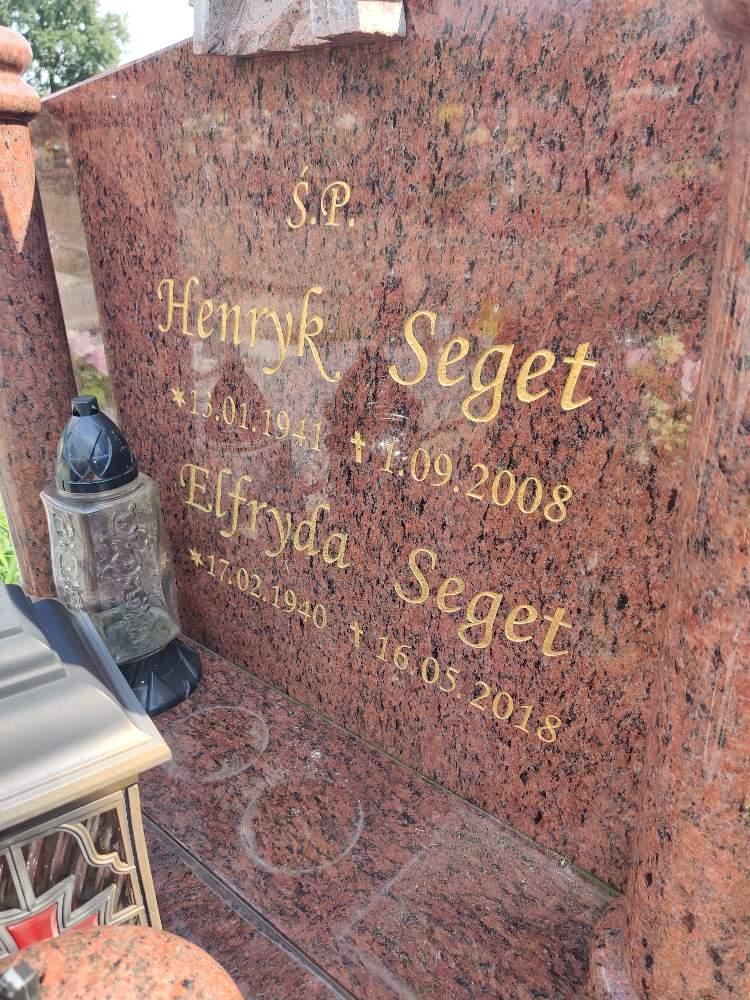 Ś.P.
Henryk Seget
*13.01.1941 †1.09.2008
Elfryda Seget
*17.02.1940 †16.05.2018